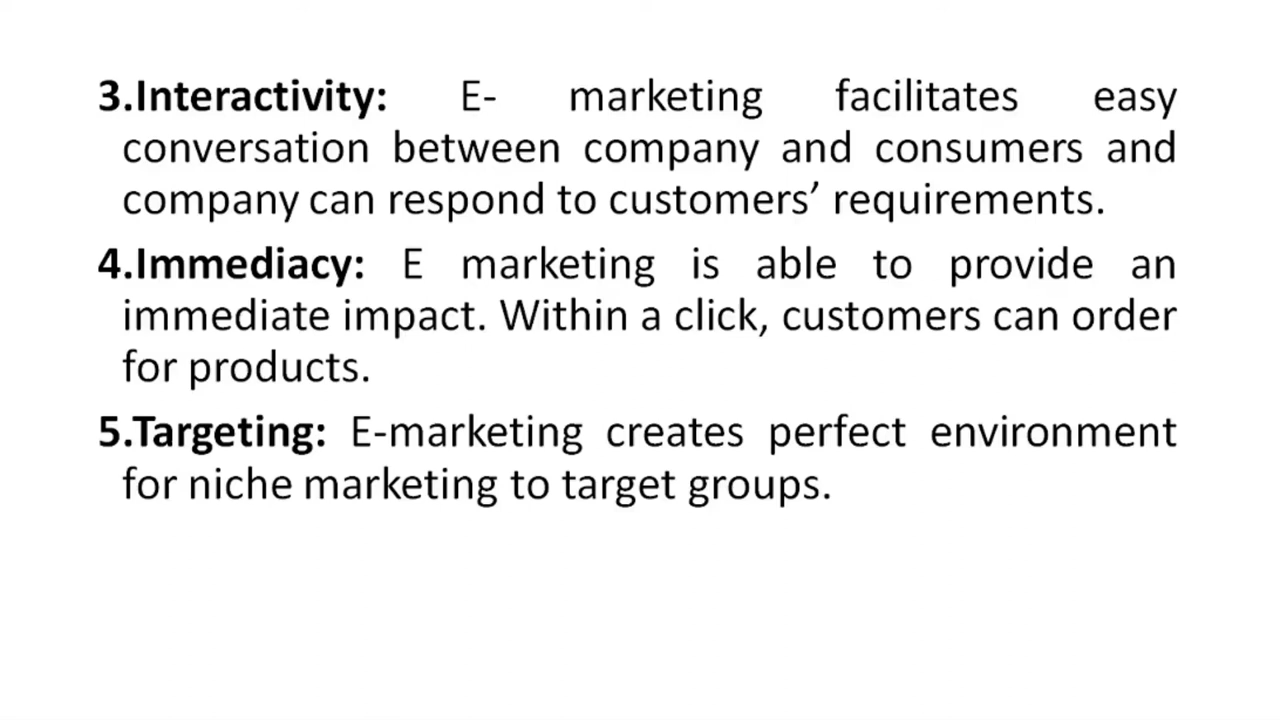 3.Interactivity: E- marketing facilitates easy
conversation between company and consumers and
company can respond to customers’ requirements.
4.Immediacy: E marketing is able to provide an
immediate impact. Within a click, customers can order
for products.
5.Targeting: E-marketing creates perfect environment
for niche marketing to target groups.